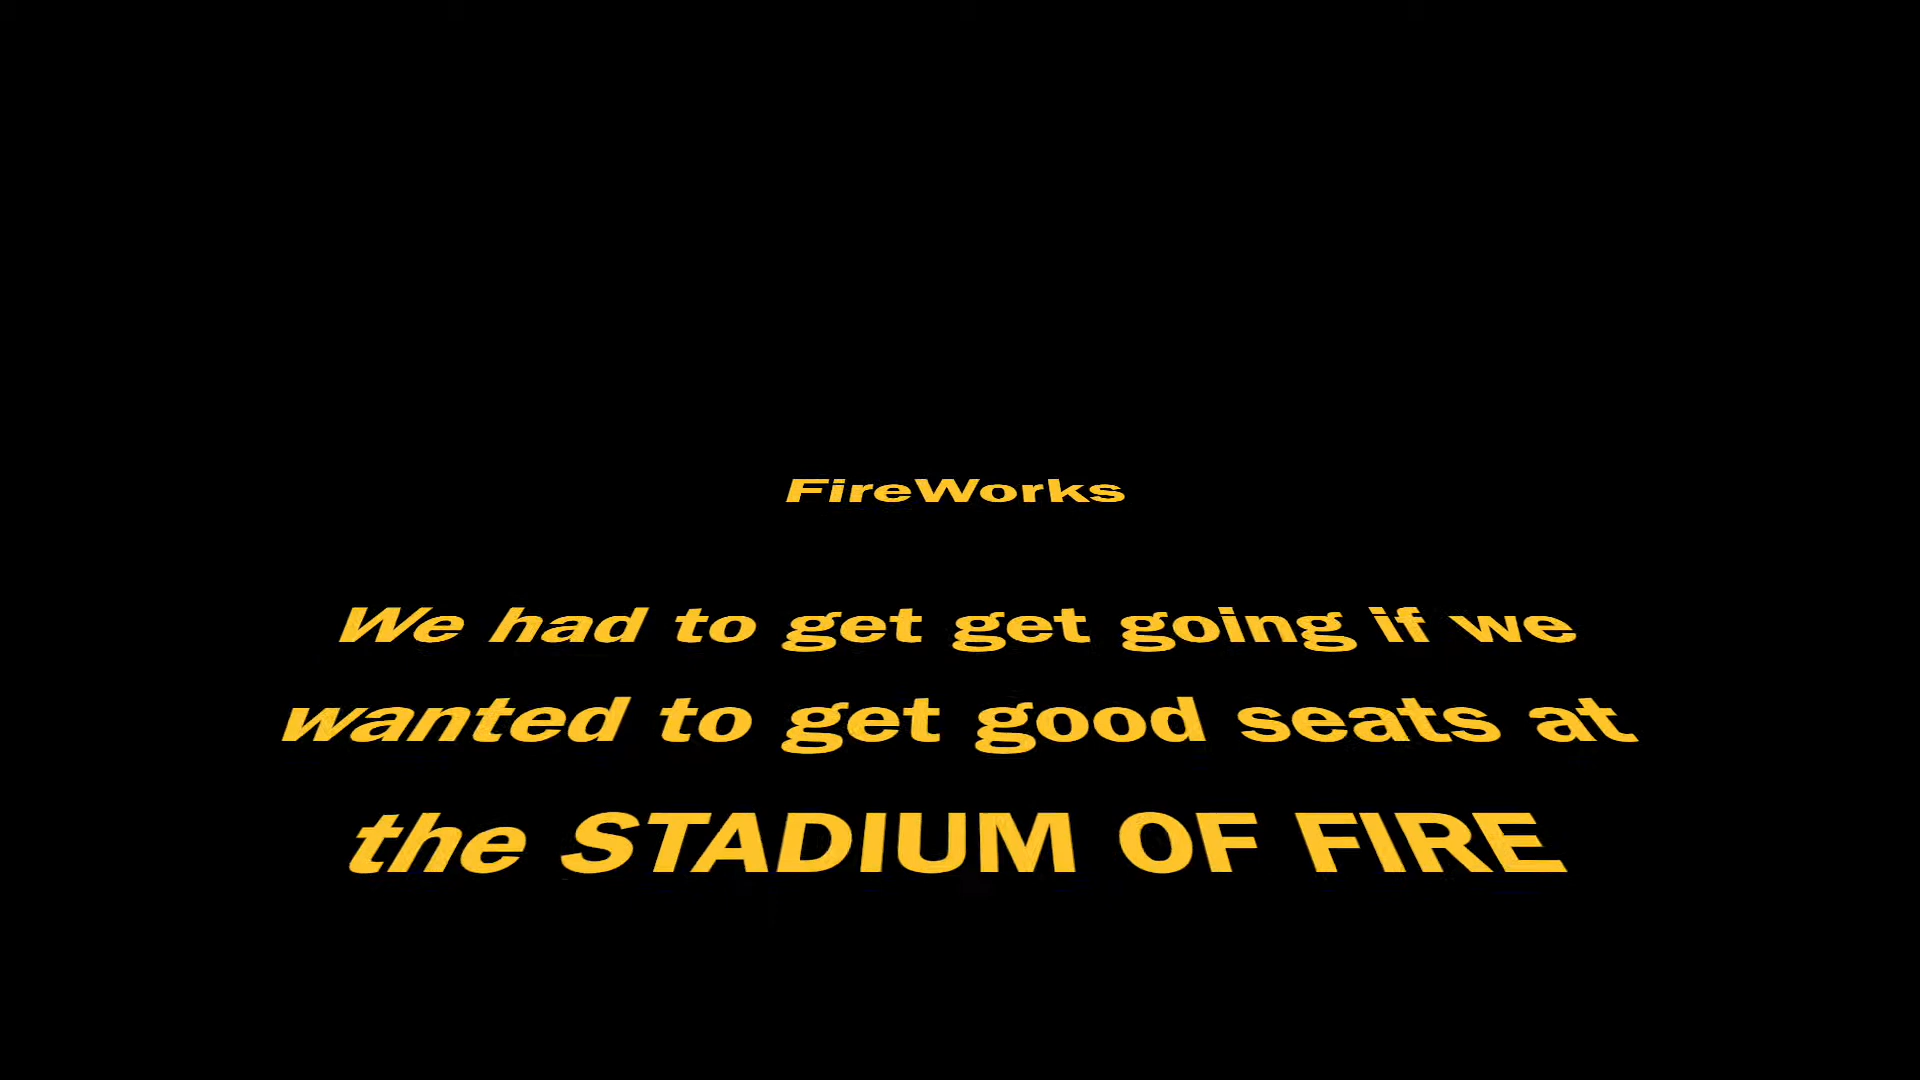 FireWorks
We had to get get going if we
wanted to get good seats at
the STADIUM OF FIRE